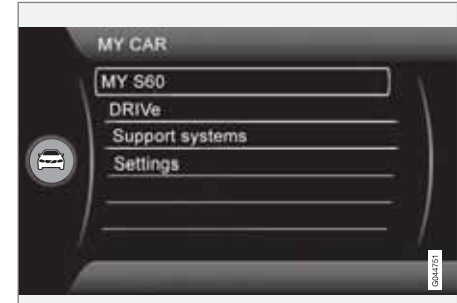 MY CAR
MY S60
DRIVe
Support systems
Settings
G044751